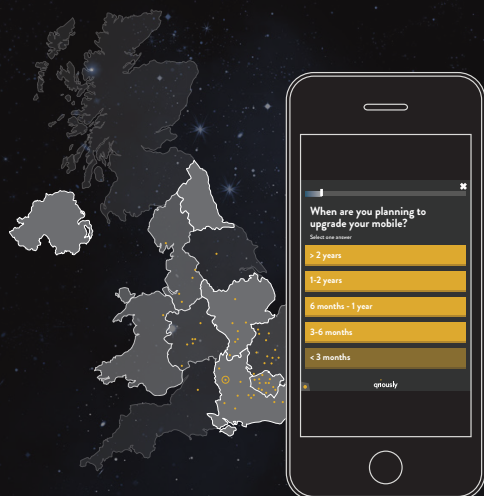 When are you planning to
upgrade your mobile?
Select one answer
> 2 years
1-2 years
6 months - 1 year
3-6 months
< 3 months
qriously